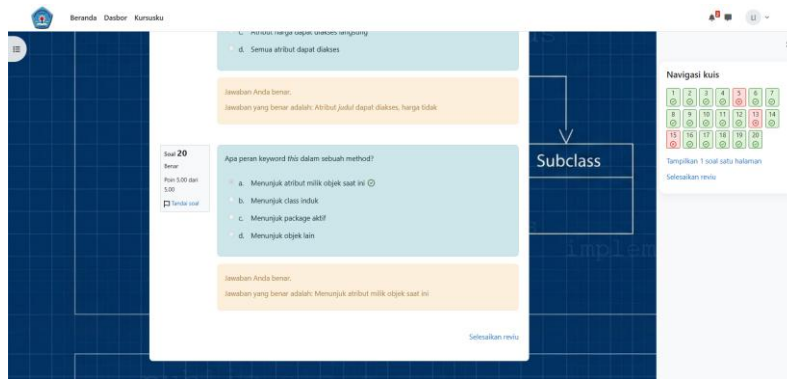 Beranda Dasbor Kursusku
LI
c. Atribut harga dapat diakses langsung
d. Semua atribut dapat diakses
Jawaban Anda benar.
Jawaban yang benar adalah: Atribut judul dapat diakses, harga tidak
Soal 20
Benar
Poin 5,00 dari
5,00
Tandai soal
Apa peran keyword this dalam sebuah method?
a. Menunjuk atribut milik objek saat ini
b. Menunjuk class induk
c. Menunjuk package aktif
d. Menunjuk objek lain
Jawaban Anda benar.
Jawaban yang benar adalah: Menunjuk atribut milik objek saat ini
Selesaikan reviu
Subclass
implem
Navigasi kuis
1 2 3 4 5 6 7
8 9 10 11 12 13 14
15 16 17 18 19 20
Tampilkan 1 soal satu halaman
Selesaikan reviu